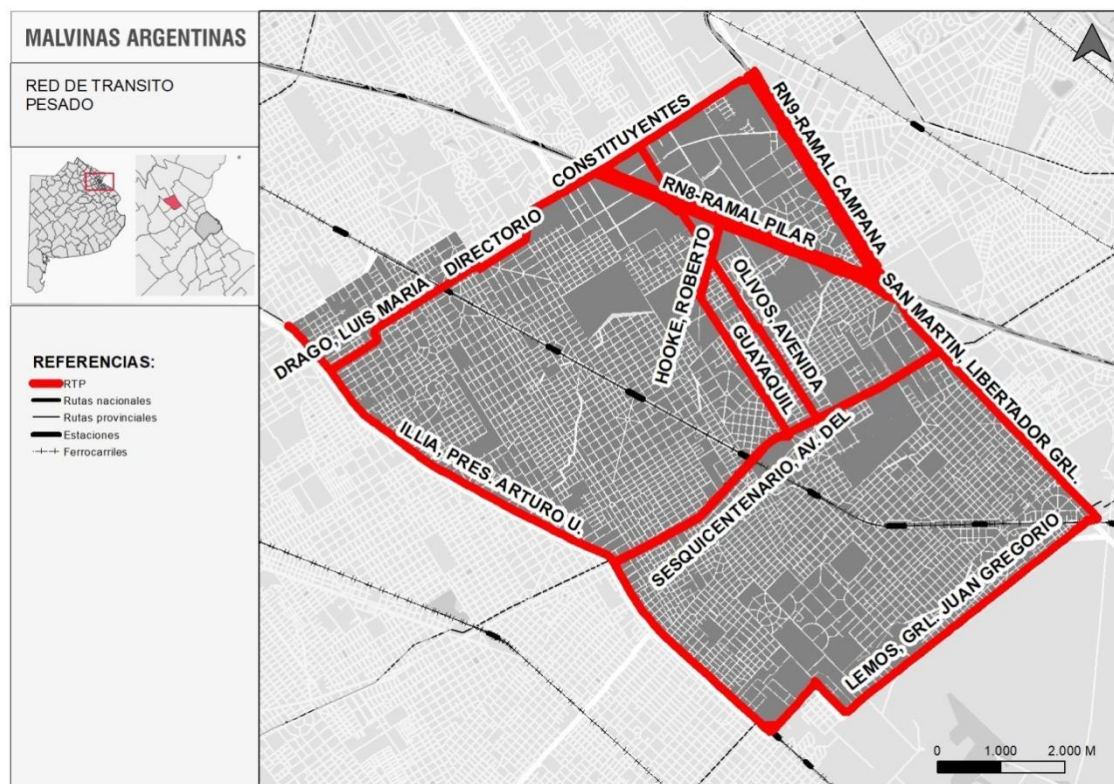 MALVINAS ARGENTINAS
RED DE TRANSITO
PESADO
REFERENCIAS:
RTP
Rutas nacionales
Rutas provinciales
Estaciones
Ferrocarriles
CONSTITUYENTES
RN9-RAMAL CAMPANA
RN8-RAMAL PILAR
DIRECTORIO
DRAGO, LUIS MARIA
HOOKE, ROBERTO
OLIVOS, AVENIDA
GUAYAQUIL
SAN MARTIN, LIBERTADOR GRL.
ILLIA, PRES. ARTURO U.
SESQUICENTENARIO, AV. DEL
LEMOS, GRL. JUAN GREGORIO
0 1.000 2.000 M